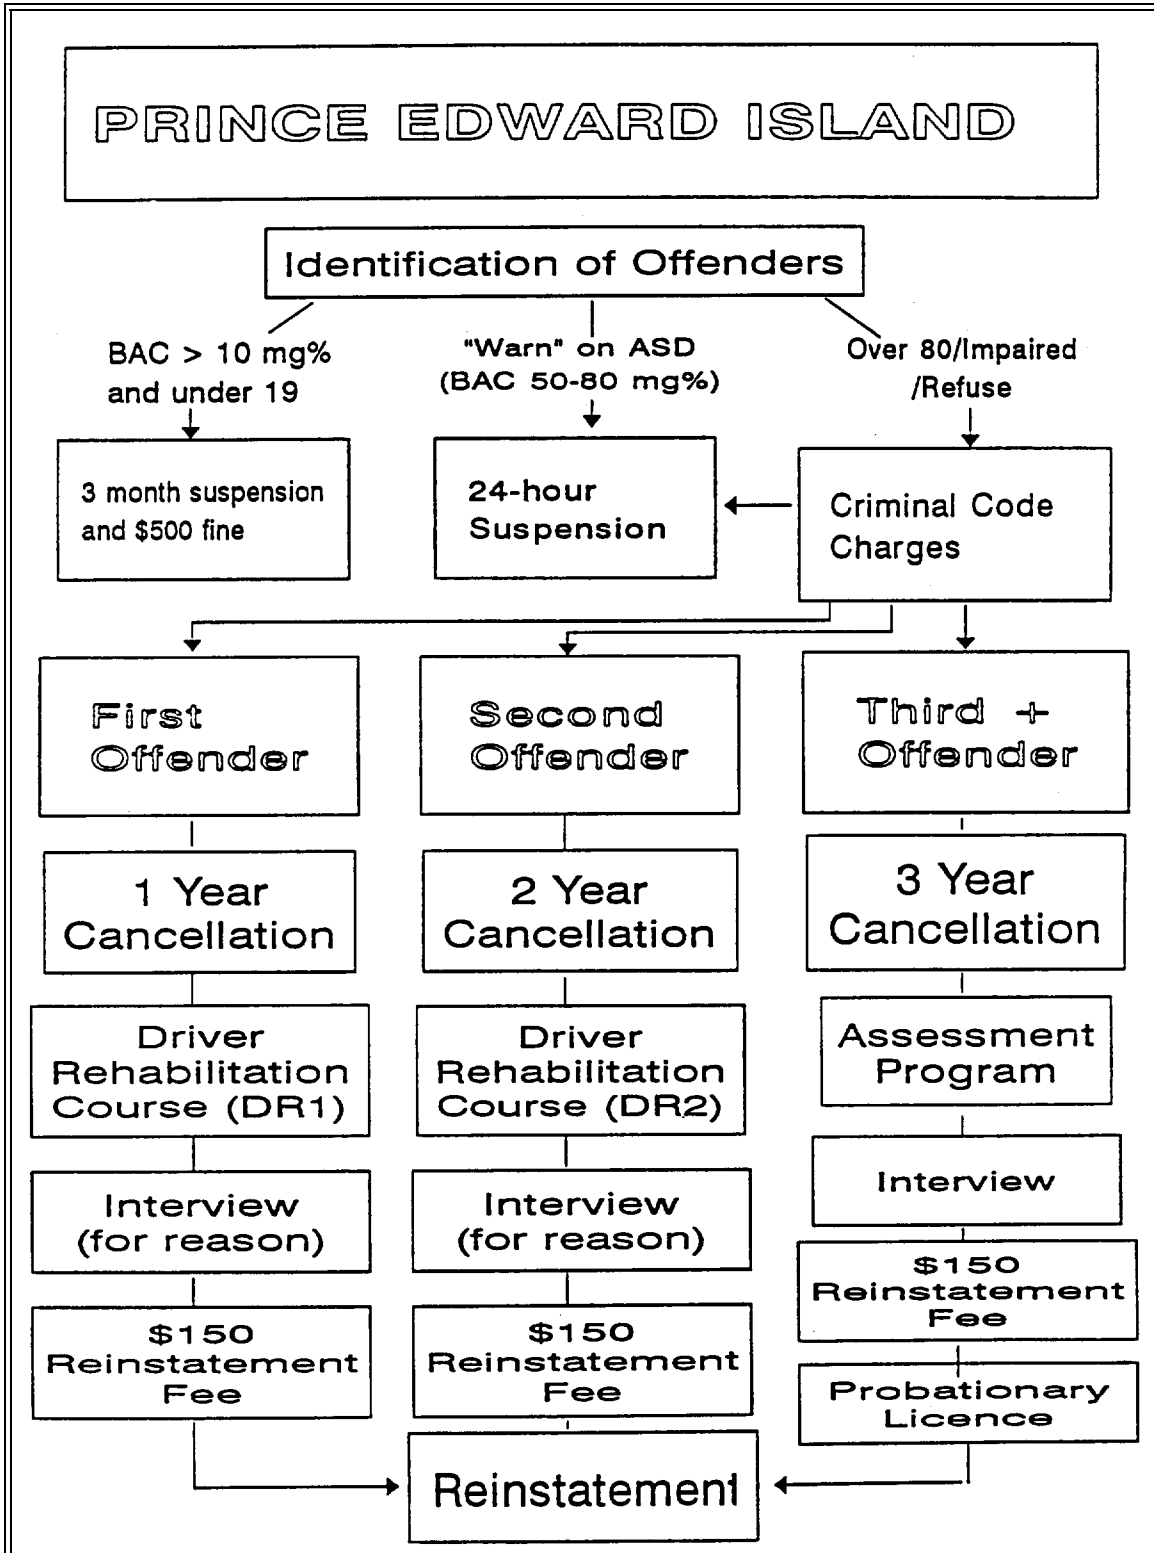 PRINCE EDWARD ISLAND
Identification of Offenders
BAC > 10 mg%
and under 19
"Warn" on ASD
(BAC 50-80 mg%)
Over 80/Impaired
/Refuse
3 month suspension
and $500 fine
24-hour
Suspension
Criminal Code
Charges
First
Offender
Second
Offender
Third +
Offender
1 Year
Cancellation
2 Year
Cancellation
3 Year
Cancellation
Driver
Rehabilitation
Course (DR1)
Driver
Rehabilitation
Course (DR2)
Assessment
Program
Interview
(for reason)
Interview
(for reason)
Interview
$150
Reinstatement
Fee
$150
Reinstatement
Fee
$150
Reinstatement
Fee
Probationary
Licence
Reinstatement